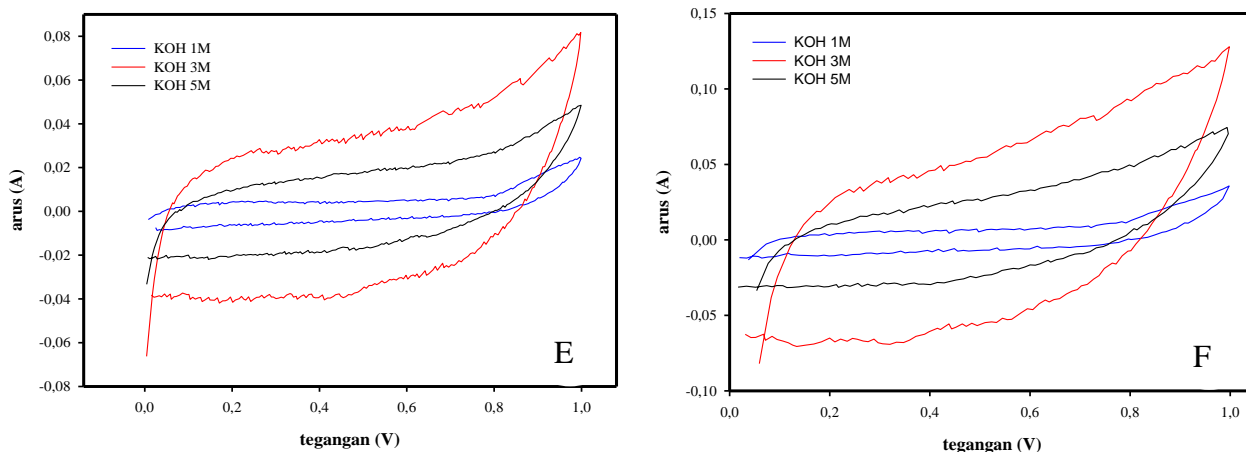 0,08
0,06
0,04
0,02
0,00
-0,02
-0,04
-0,06
-0,08
arus (A)
KOH 1M
KOH 3M
KOH 5M
E
0,0 0,2 0,4 0,6 0,8 1,0
tegangan (V)
0,15
0,10
0,05
0,00
-0,05
-0,10
arus (A)
KOH 1M
KOH 3M
KOH 5M
F
0,0 0,2 0,4 0,6 0,8 1,0
tegangan (V)